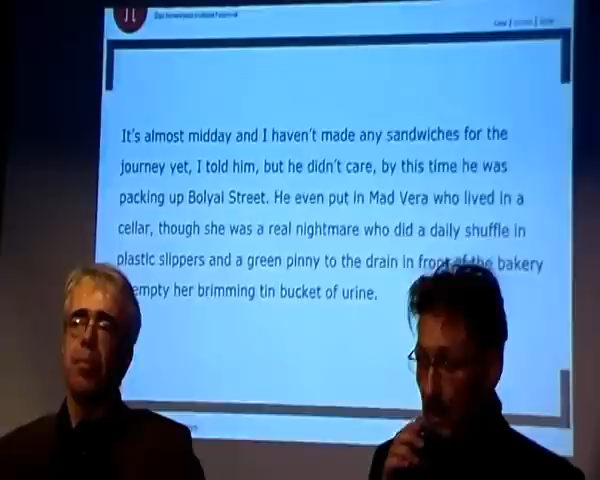 It's almost midday and I haven't made any sandwiches for the
journey yet, I told him, but he didn't care, by this time he was
packing up Bolyai Street. He even put in Mad Vera who lived in a
cellar, though she was a real nightmare who did a daily shuffle in
plastic slippers and a green pinny to the drain in front of the bakery
empty her brimming tin bucket of urine.